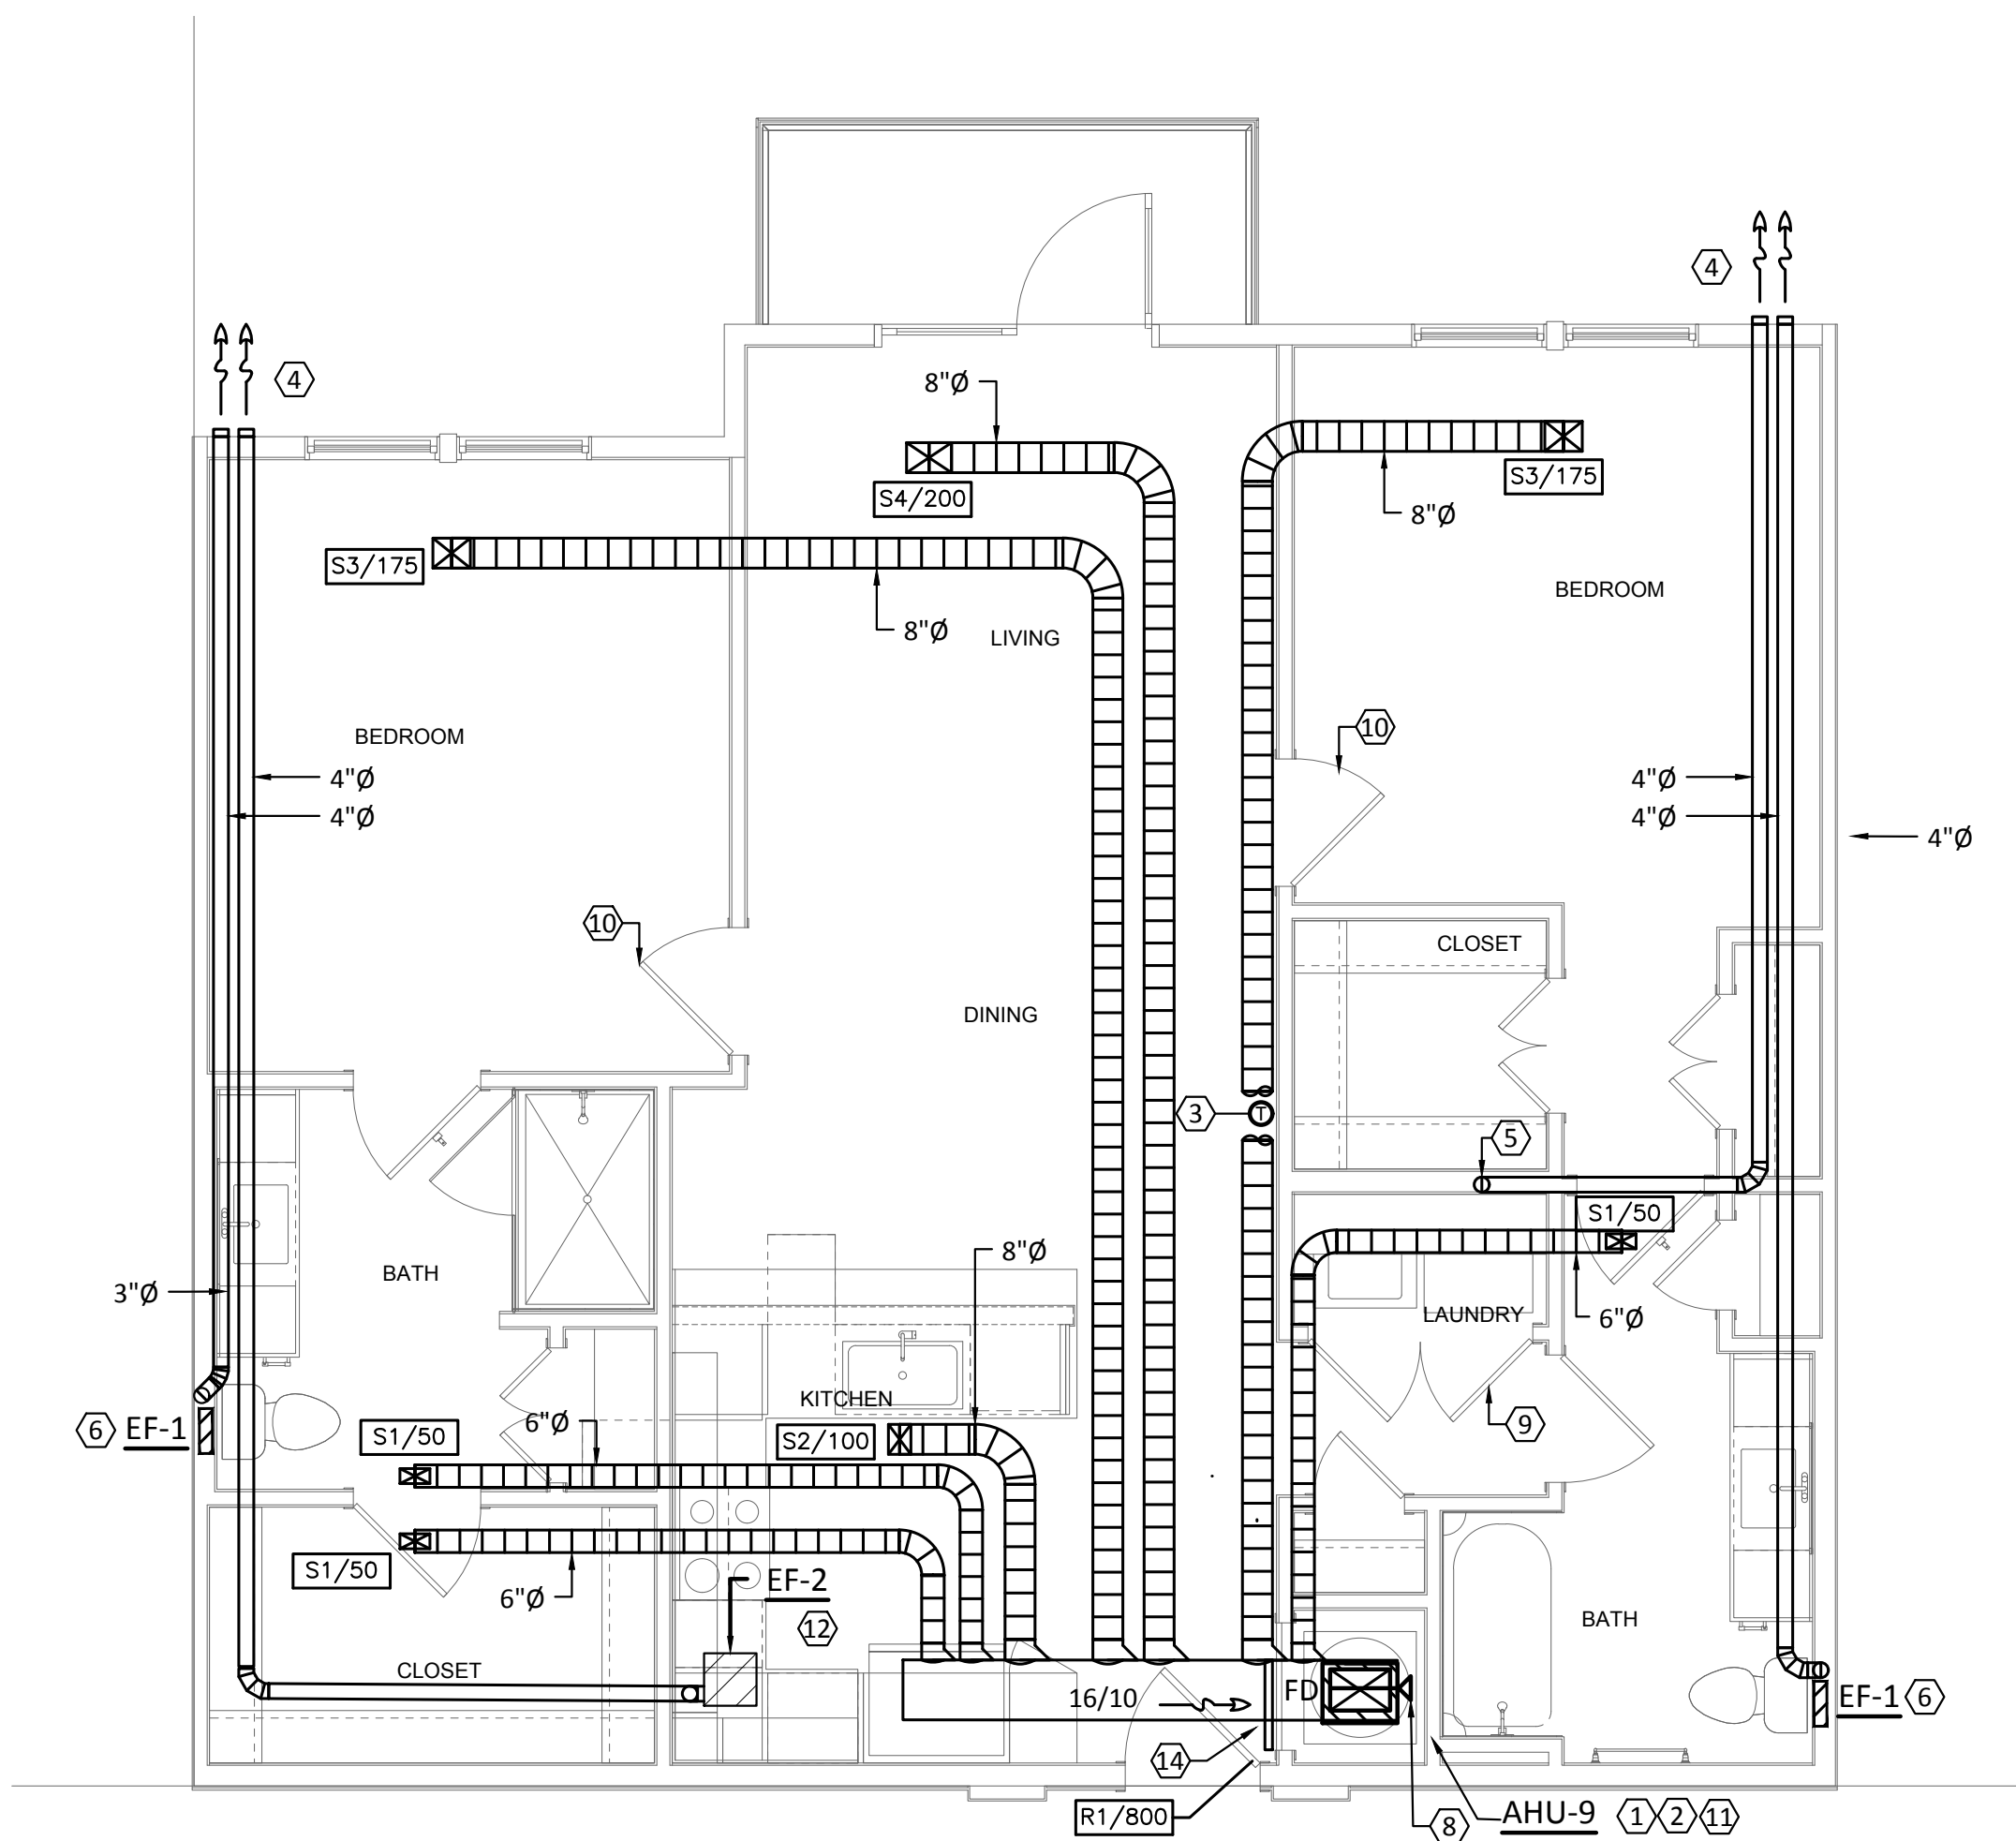 4
4
8"Ø
S3/175
S4/200
8"Ø
S3/175
8"Ø
BEDROOM
LIVING
10
BEDROOM
4"Ø
4"Ø
4"Ø
4"Ø
4"Ø
10
CLOSET
DINING
3
T
5
S1/50
8"Ø
BATH
3"Ø
LAUNDRY
6"Ø
KITCHEN
6 EF-1
S1/50
6"Ø
S2/100
9
S1/50
6"Ø
EF-2
12
BATH
CLOSET
16/10
FD
EF-1 6
14
R1/800
8
AHU-9 1 2 11